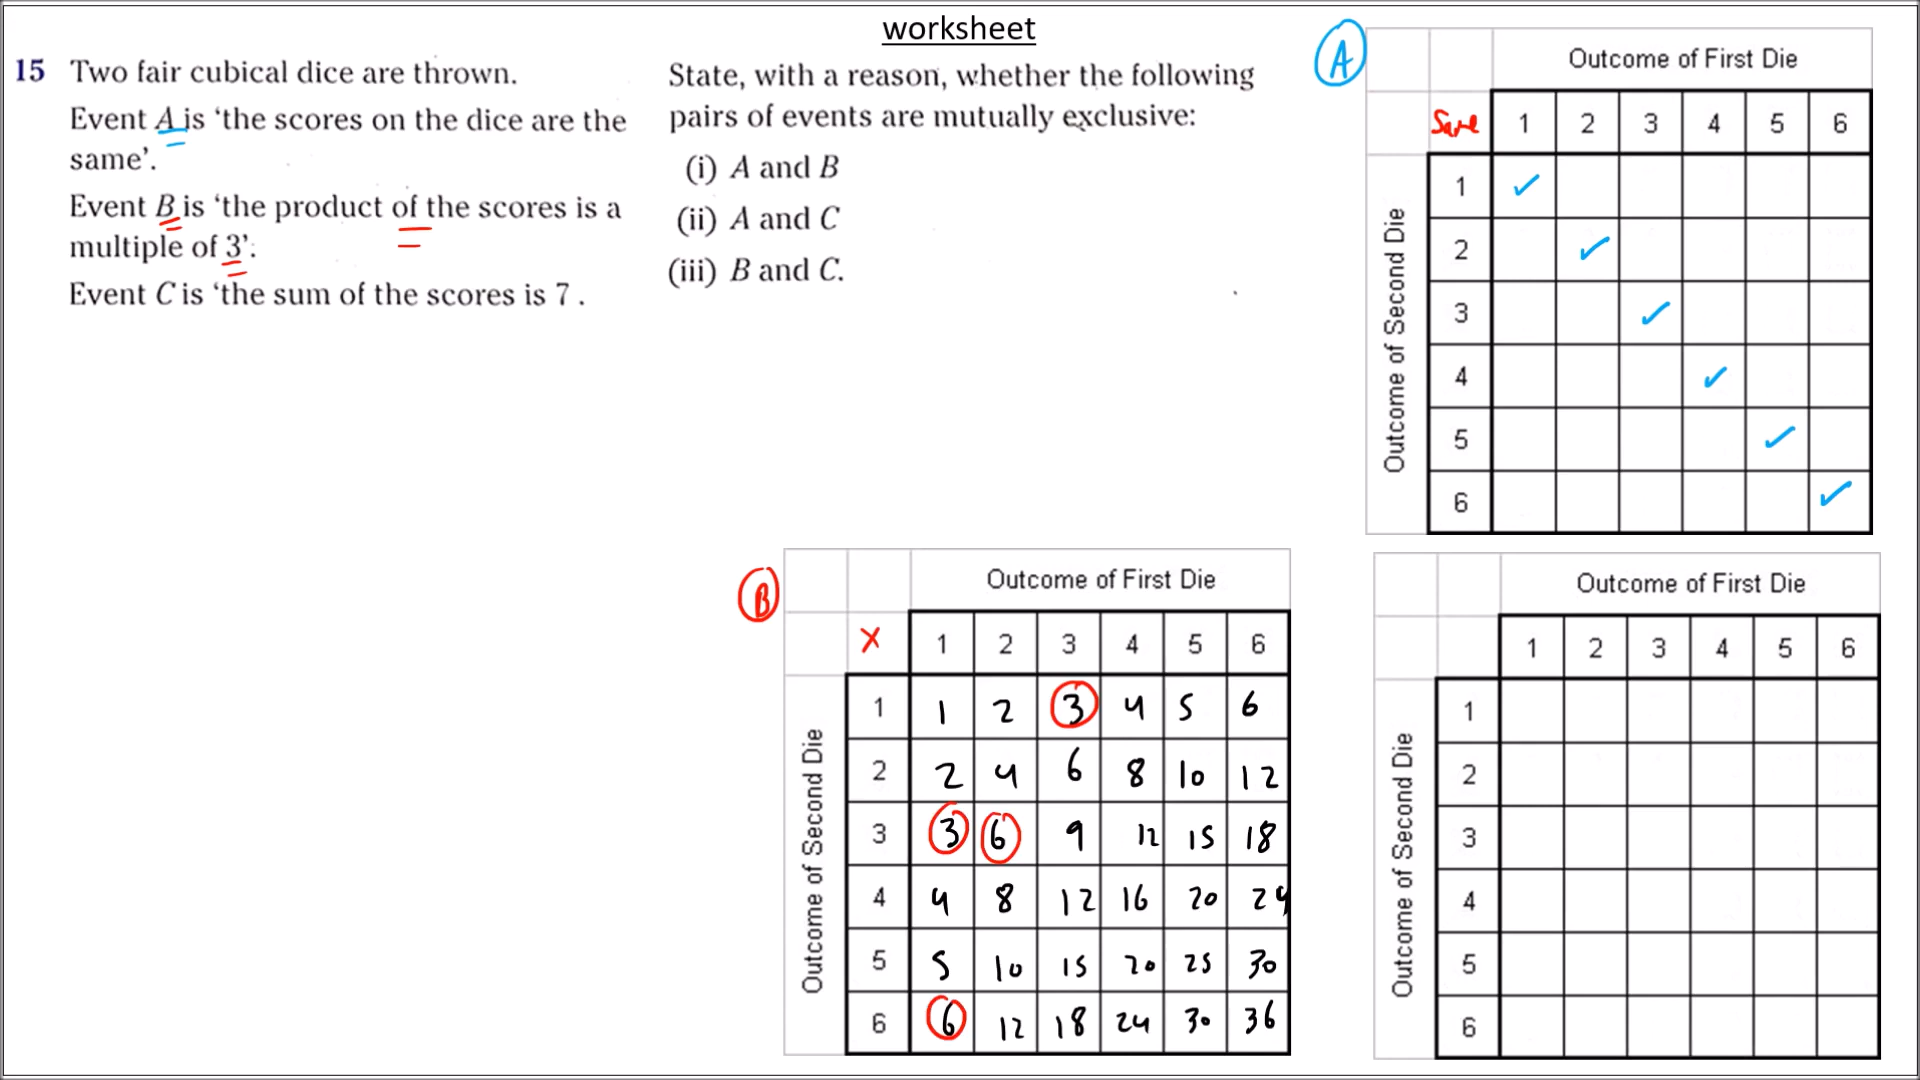 worksheet
15 Two fair cubical dice are thrown.
Event A is ‘the scores on the dice are the
same’.
Event B is ‘the product of the scores is a
multiple of 3’.
Event C is ‘the sum of the scores is 7 .
State, with a reason, whether the following
pairs of events are mutually exclusive:
(i) A and B
(ii) A and C
(iii) B and C.
A
Outcome of First Die
Same 1 2 3 4 5 6
Outcome of Second Die
1 ✓
2 ✓
3 ✓
4 ✓
5 ✓
6 ✓
B
Outcome of First Die
X 1 2 3 4 5 6
Outcome of Second Die
1 1 2 3 4 5 6
2 2 4 6 8 10 12
3 3 6 9 12 15 18
4 4 8 12 16 20 24
5 5 10 15 20 25 30
6 6 12 18 24 30 36
Outcome of First Die
1 2 3 4 5 6
Outcome of Second Die
1
2
3
4
5
6